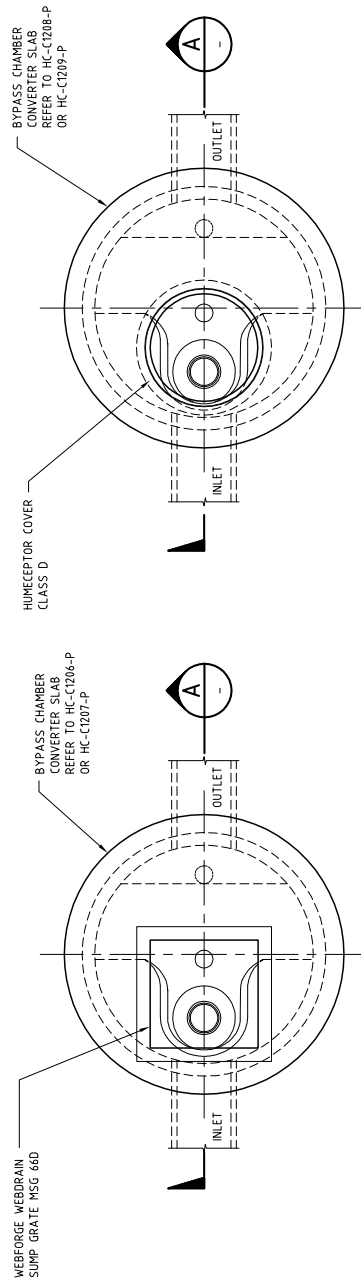 WEBFORGE WEBDRAIN
SUMP GRATE MSG 66D
BYPASS CHAMBER
CONVERTER SLAB
REFER TO HC-C1206-P
OR HC-C1207-P
INLET
OUTLET
A
-
HUMECEPTOR COVER
CLASS D
BYPASS CHAMBER
CONVERTER SLAB
REFER TO HC-C1208-P
OR HC-C1209-P
INLET
OUTLET
A
-